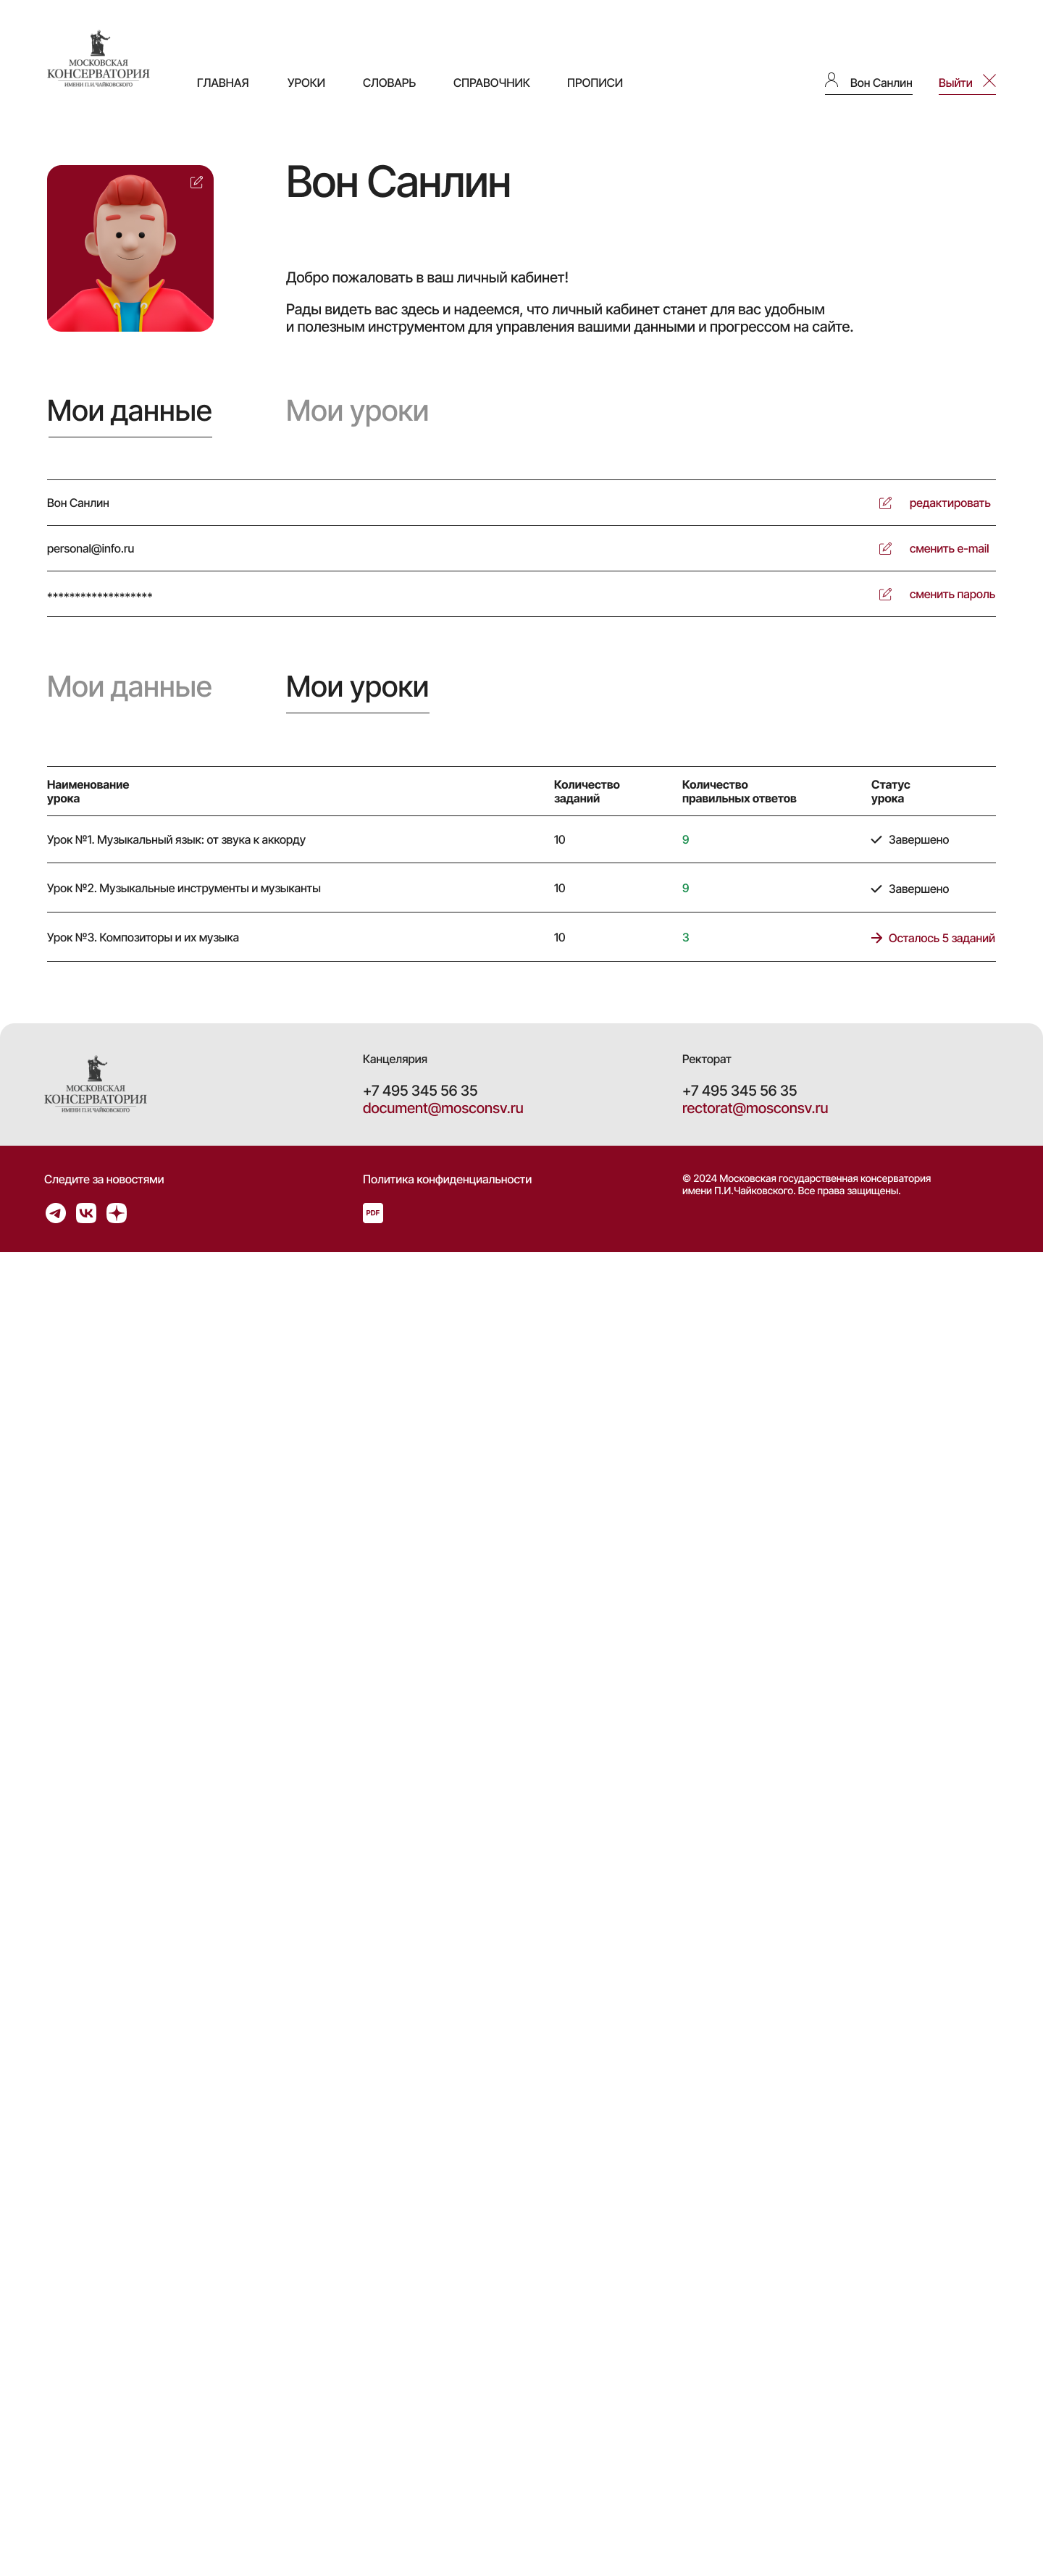 МОСКОВСКАЯ
КОНСЕРВАТОРИЯ
ИМЕНИ П.И.ЧАЙКОВСКОГО
ГЛАВНАЯ УРОКИ СЛОВАРЬ СПРАВОЧНИК ПРОПИСИ Вон Санлин Выйти
Вон Санлин
Добро пожаловать в ваш личный кабинет!
Рады видеть вас здесь и надеемся, что личный кабинет станет для вас удобным
и полезным инструментом для управления вашими данными и прогрессом на сайте.
Мои данные Мои уроки
Вон Санлин редактировать
personal@info.ru сменить e-mail
******************* сменить пароль
Мои данные Мои уроки
Наименование
урока
Количество
заданий
Количество
правильных ответов
Статус
урока
Урок №1. Музыкальный язык: от звука к аккорду 10 9 Завершено
Урок №2. Музыкальные инструменты и музыканты 10 9 Завершено
Урок №3. Композиторы и их музыка 10 3 Осталось 5 заданий
МОСКОВСКАЯ
КОНСЕРВАТОРИЯ
ИМЕНИ П.И.ЧАЙКОВСКОГО
Канцелярия
+7 495 345 56 35
document@mosconsv.ru
Ректорат
+7 495 345 56 35
rectorat@mosconsv.ru
Следите за новостями
Политика конфиденциальности
PDF
© 2024 Московская государственная консерватория
имени П.И.Чайковского. Все права защищены.